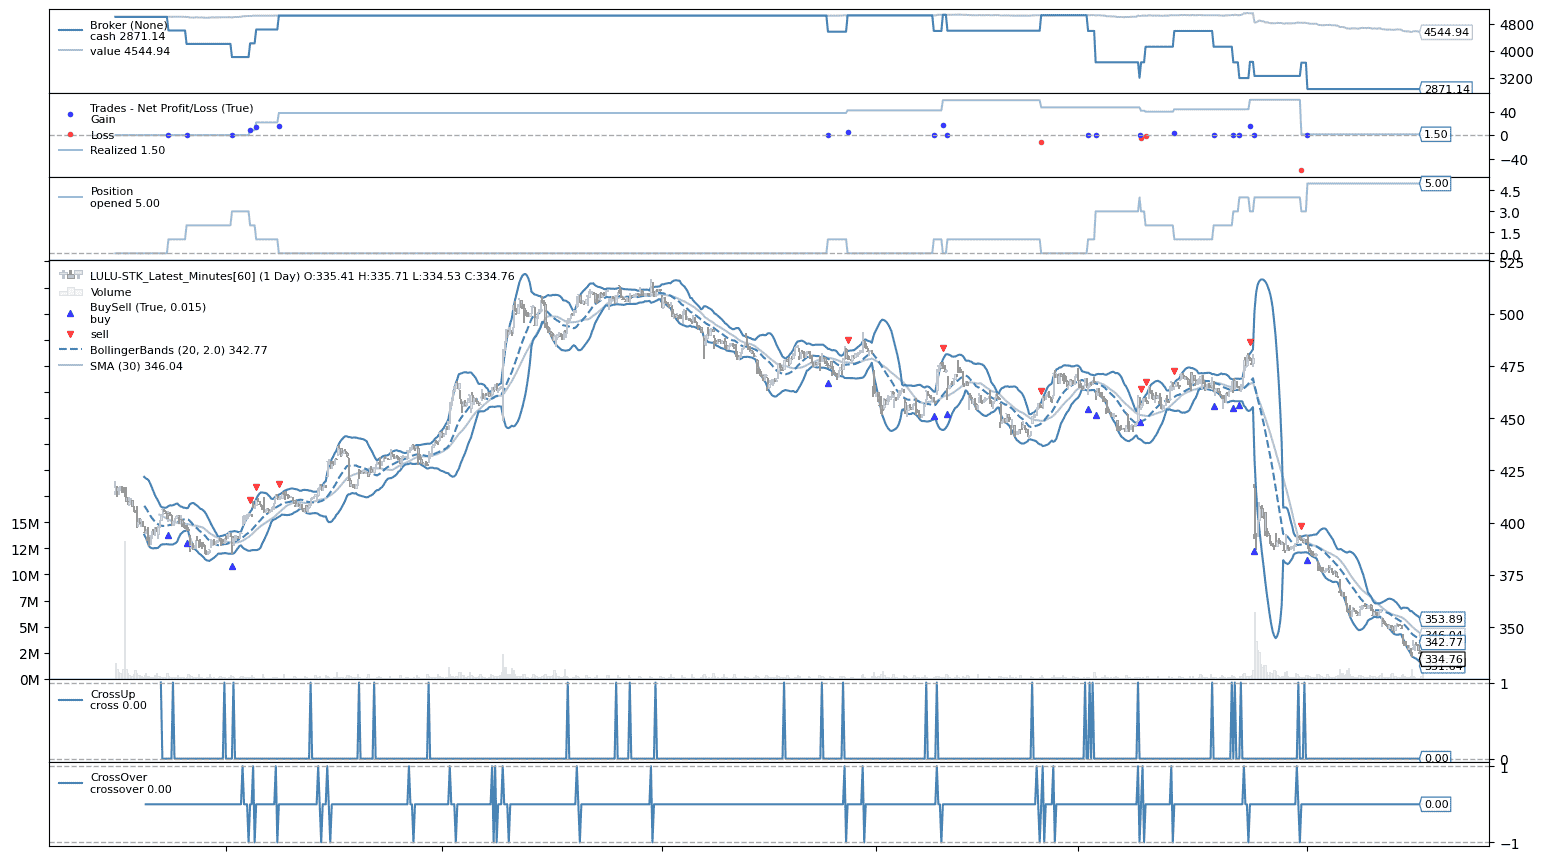 Broker (None)
cash 2871.14
value 4544.94
4800
4000
3200
4544.94
2871.14
Trades - Net Profit/Loss (True)
Gain
Loss
Realized 1.50
40
0
−40
1.50
Position
opened 5.00
4.5
3.0
1.5
0.0
5.00
LULU-STK_Latest_Minutes[60] (1 Day) O:335.41 H:335.71 L:334.53 C:334.76
Volume
BuySell (True, 0.015)
buy
sell
BollingerBands (20, 2.0) 342.77
SMA (30) 346.04
15M
12M
10M
7M
5M
2M
0M
525
500
475
450
425
400
375
350
353.89
346.04
342.77
334.76
CrossUp
cross 0.00
1
0
0.00
CrossOver
crossover 0.00
1
0.00
−1